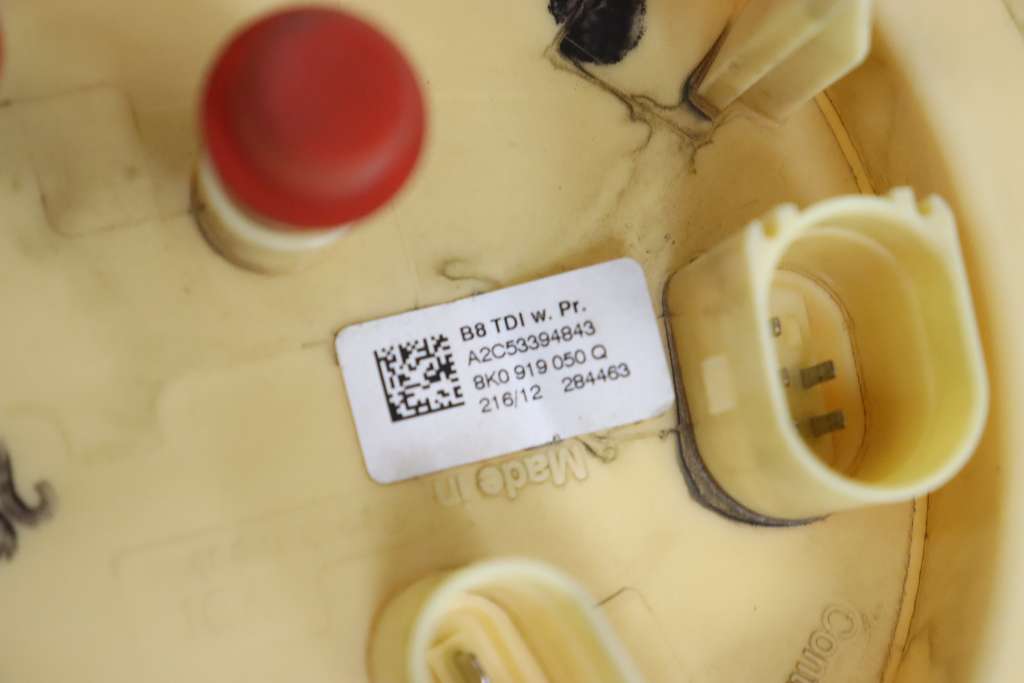 B8 TDI w. Pr.
A2C53394843
8K0 919 050 Q
216/12 284463
Made in